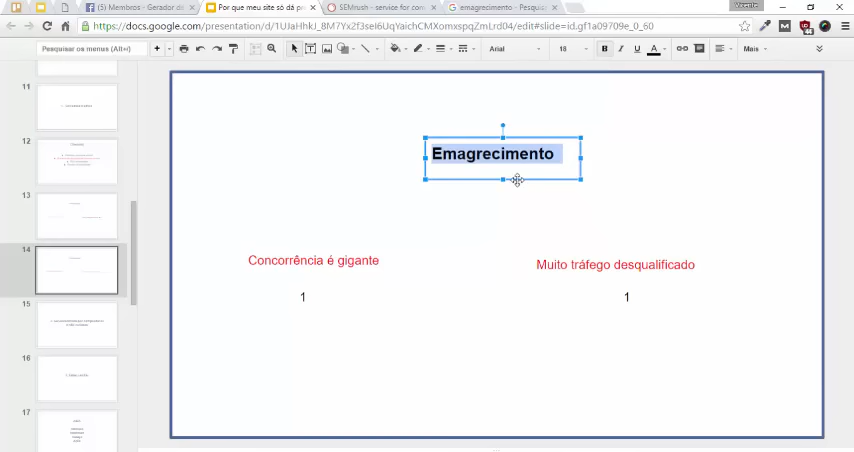 Vicente
Membros - Gerador de
Por que meu site só dá pr
SEMrush - service for com
emagrecimento - Pesquis
https://docs.google.com/presentation/d/1UJaHhkJ_8M7Yx2f3seI6UqYaichCMXomxspqZmLrd04/edit#slide=id.gf1a09709e_0_60
Pesquisar os menus (Alt+/)
Arial
18
B I U A
Mais
11
12
13
14
15
16
17
Emagrecimento
Concorrência é gigante
Muito tráfego desqualificado
1
1